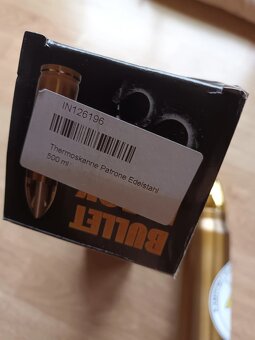 IN126196
Thermoskanne Patrone Edelstahl
500 ml
BULLET